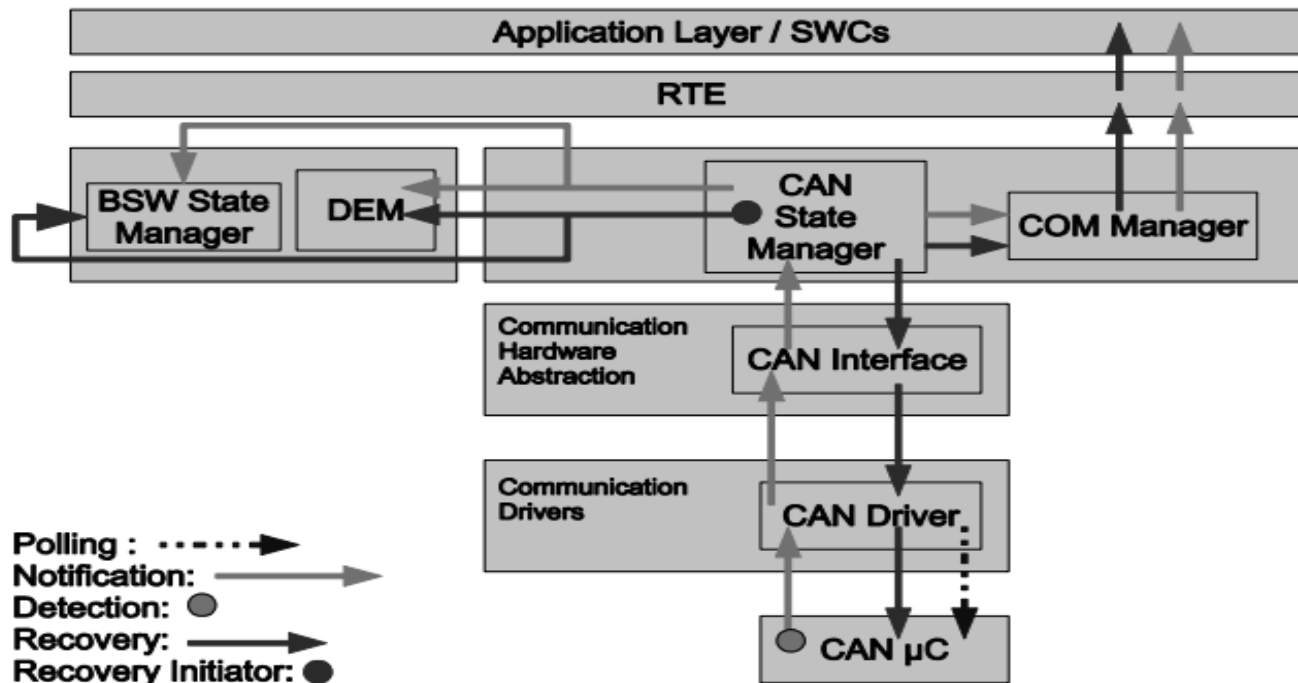 Application Layer / SWCs
RTE
BSW State
Manager
DEM
CAN
State
Manager
COM Manager
Communication
Hardware
Abstraction
CAN Interface
Communication
Drivers
CAN Driver
CAN µC
Polling :
Notification:
Detection:
Recovery:
Recovery Initiator: